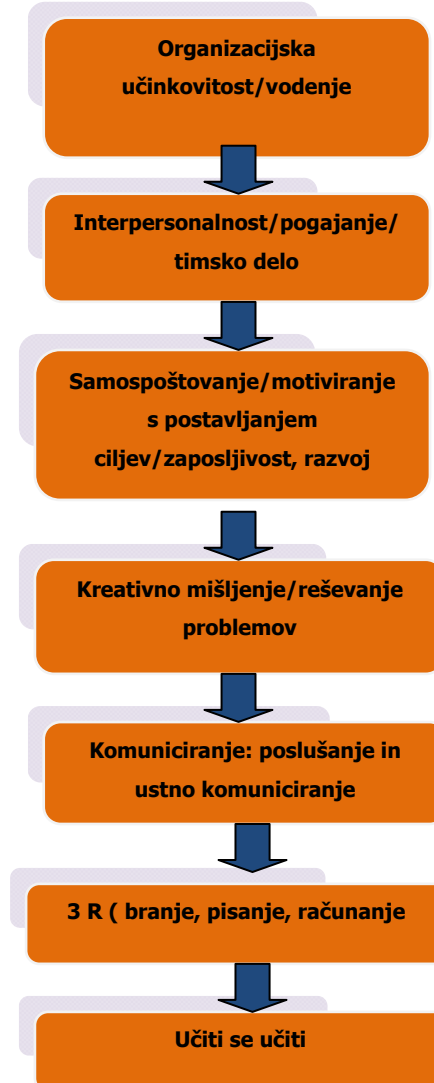 Organizacijska
učinkovitost/vodenje
Interpersonalnost/pogajanje/
timsko delo
Samospoštovanje/motiviranje
s postavljanjem
ciljev/zaposljivost, razvoj
Kreativno mišljenje/reševanje
problemov
Komuniciranje: poslušanje in
ustno komuniciranje
3 R ( branje, pisanje, računanje
Učiti se učiti